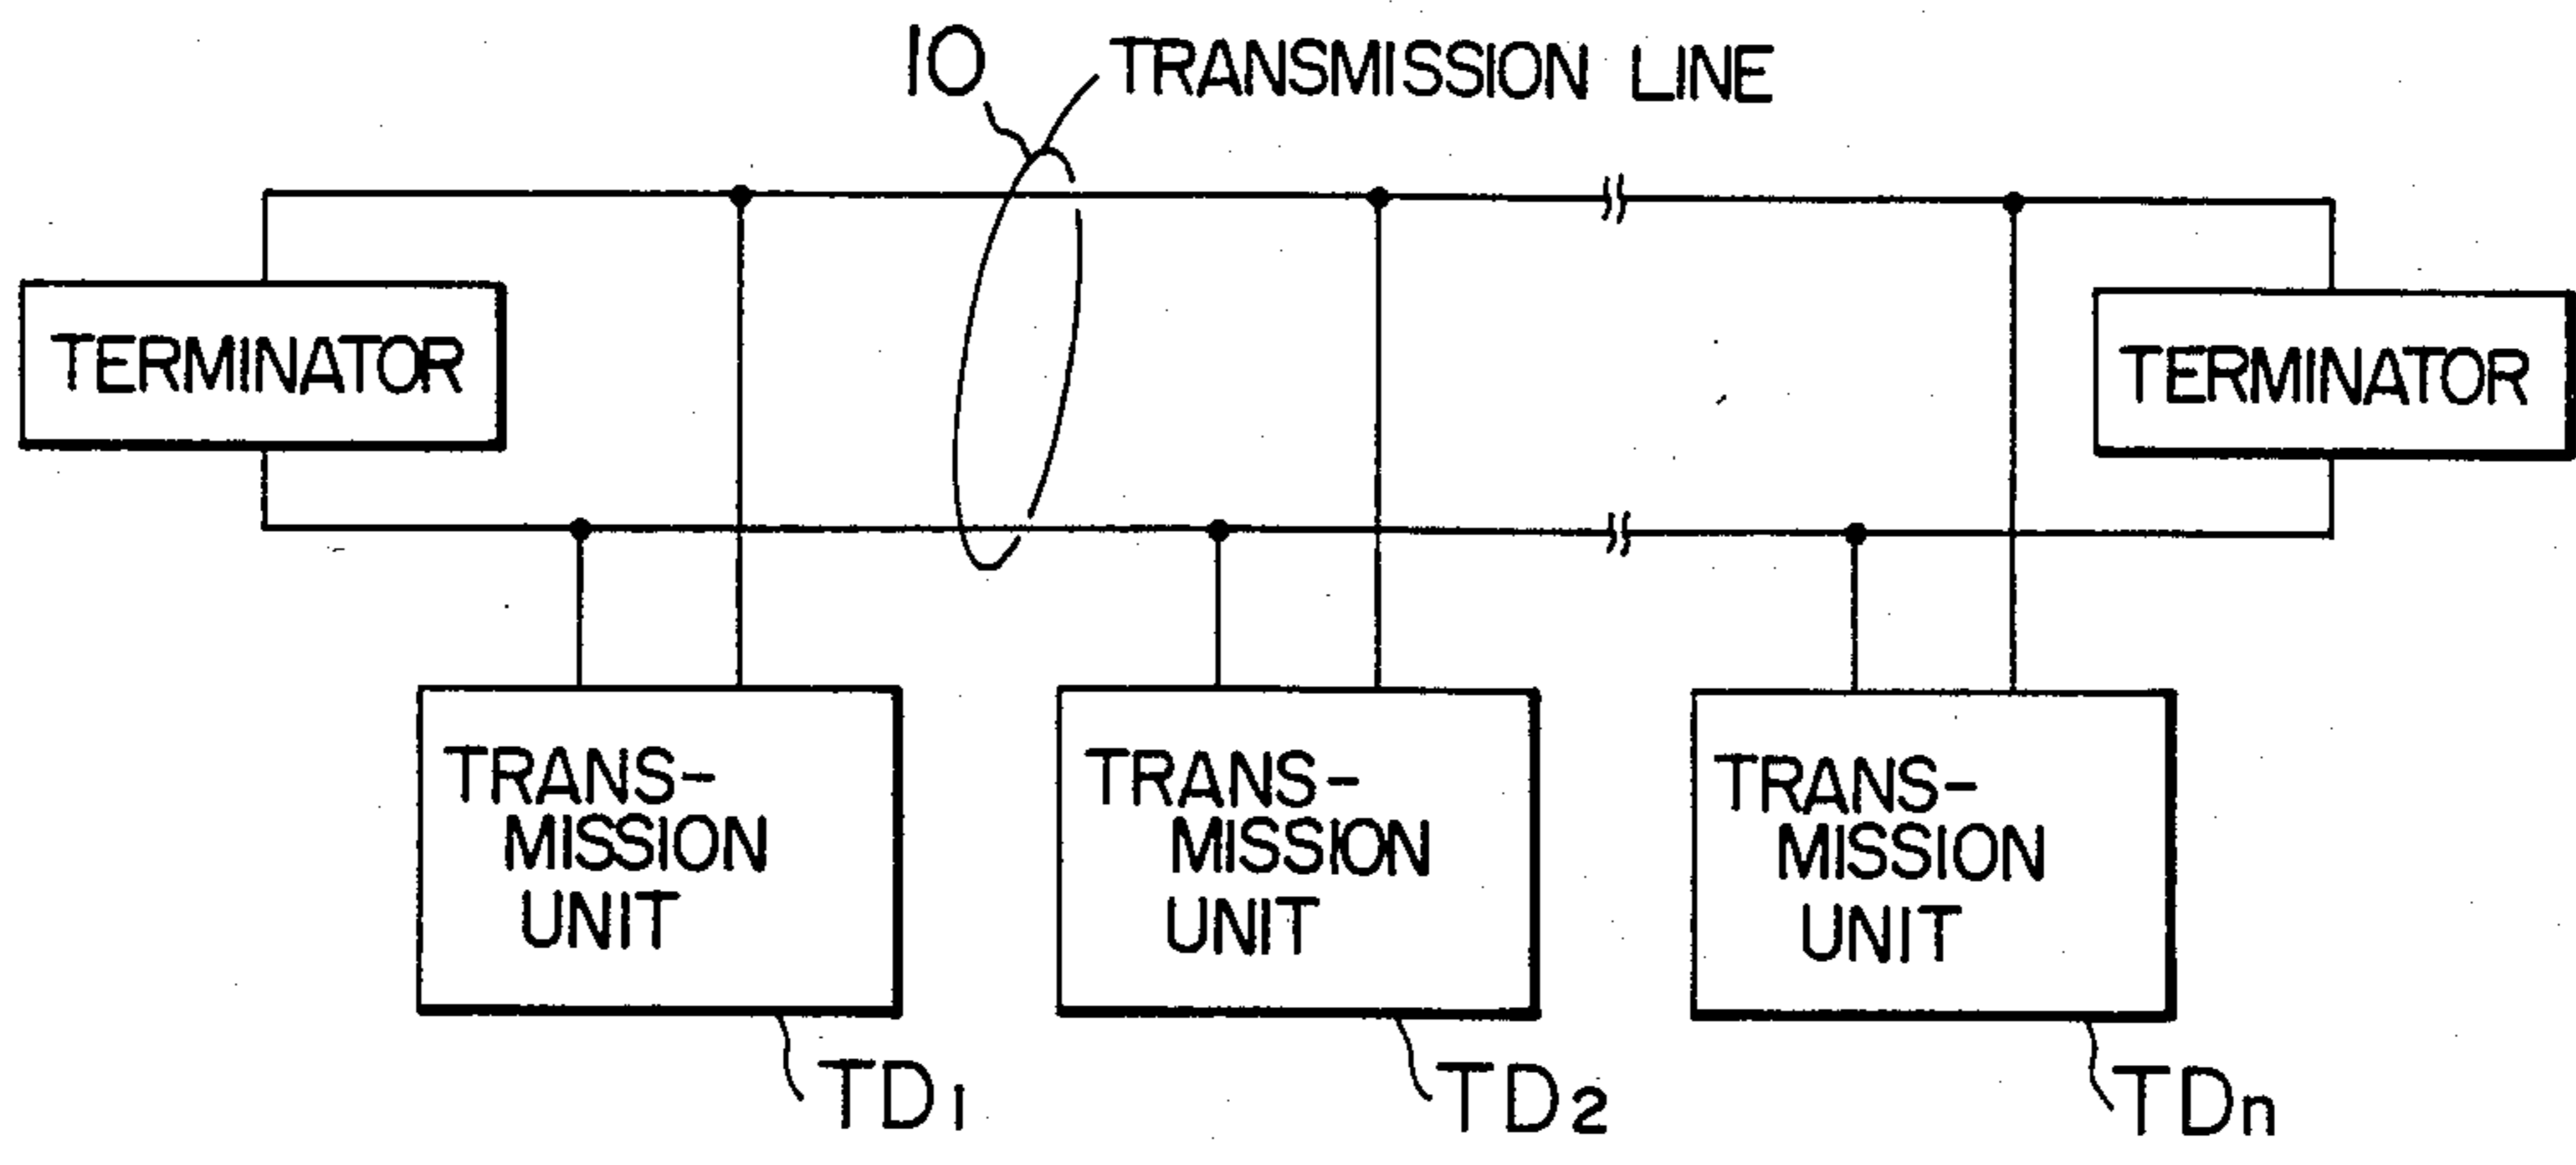 10 TRANSMISSION LINE
TERMINATOR
TERMINATOR
TRANS-
MISSION
UNIT
TRANS-
MISSION
UNIT
TRANS-
MISSION
UNIT
TD1
TD2
TDn